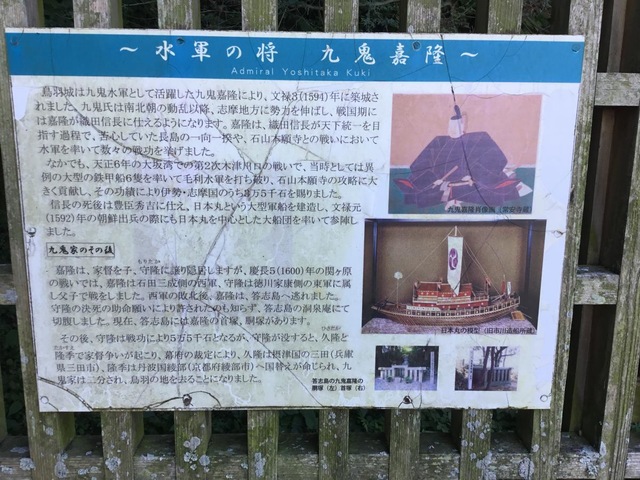 ～水軍の将 九鬼嘉隆～
Admiral Yoshitaka Kuki
鳥羽城は九鬼水軍として活躍した九鬼嘉隆により、文禄3(1594)年に築城さ
れました。九鬼氏は南北朝の動乱以降、志摩地方に勢力を伸ばし、戦国期に
は嘉隆が織田信長に仕えるようになります。嘉隆は、織田信長が天下統一を目
指す過程で、苦心していた長島の一向一揆や、石山本願寺との戦いにおいて
水軍を率いて数々の戦功を挙げました。
なかでも、天正6年の大坂湾での第2次木津川口の戦いで、当時としては異
例の大型の鉄甲船6隻を率いて毛利水軍を打ち破り、石山本願寺の攻略に大
きく貢献し、その功績により伊勢・志摩国のうち3万5千石を賜りました。
信長の死後は豊臣秀吉に仕え、日本丸という大型軍船を建造し、文禄元
(1592)年の朝鮮出兵の際にも日本丸を中心とした大船団を率いて参陣し
ました。
九鬼家のその後
嘉隆は、家督を子、守隆に譲り隠居しますが、慶長5(1600)年の関ヶ原
もりたか
の戦いでは、嘉隆は石田三成側の西軍、守隆は徳川家康側の東軍に属
し父子で戦をしました。西軍の敗北後、嘉隆は、答志島へ逃れました。
守隆の決死の助命願いにより許されたのも知らず、答志島の洞泉庵にて
切腹しました。現在、答志島には嘉隆の首塚、胴塚があります。
その後、守隆は戦功により5万5千石となるが、守隆が没すると、久隆と
ひさたか
隆季で家督争いが起こり、幕府の裁定により、久隆は摂津国の三田(兵庫
県三田市)、隆季は丹波国綾部(京都府綾部市)へ国替えが命じられ、九
鬼家は二分され、鳥羽の地を去ることになりました。
九鬼嘉隆肖像画(常安寺蔵)
日本丸の模型
答志島の九鬼嘉隆の
胴塚(左)首塚(右)